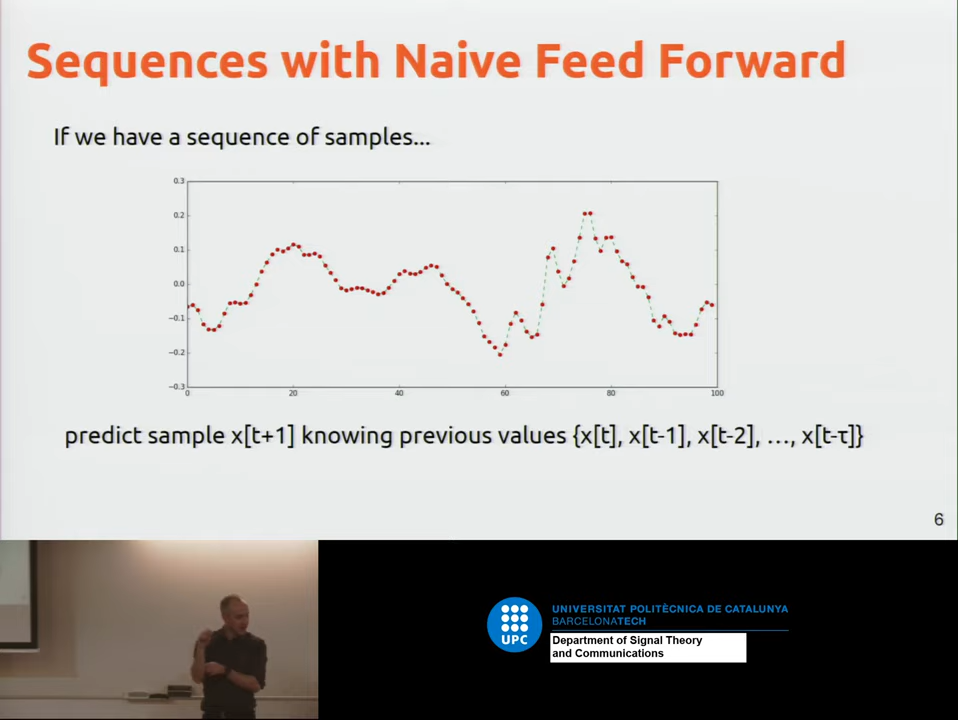 Sequences with Naive Feed Forward
If we have a sequence of samples...
0.3
0.2
0.1
0.0
−0.1
−0.2
−0.3
0 20 40 60 80 100
predict sample x[t+1] knowing previous values {x[t], x[t-1], x[t-2], …, x[t-τ]}
6
UPC
UNIVERSITAT POLITÈCNICA DE CATALUNYA
BARCELONATECH
Department of Signal Theory
and Communications